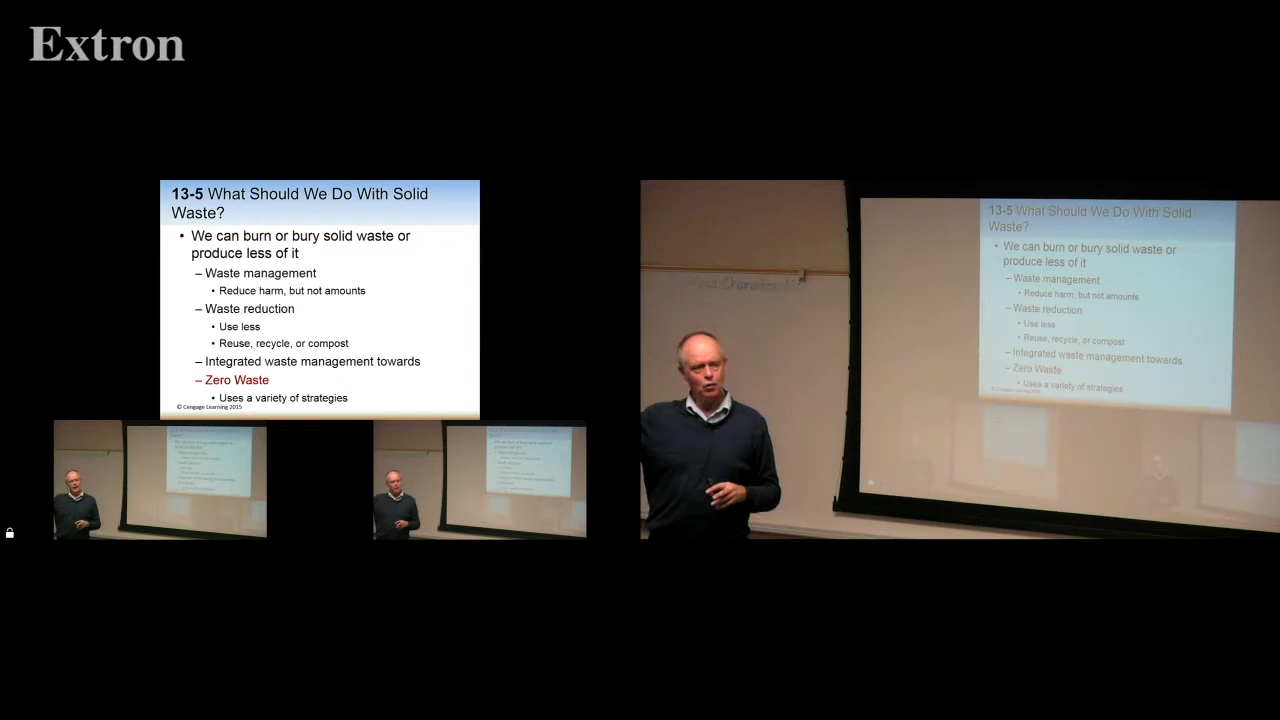 Extron
13-5 What Should We Do With Solid
Waste?
• We can burn or bury solid waste or
produce less of it
– Waste management
• Reduce harm, but not amounts
– Waste reduction
• Use less
• Reuse, recycle, or compost
– Integrated waste management towards
– Zero Waste
• Uses a variety of strategies
© Cengage Learning 2015
13-5 What Should We Do With Solid
Waste?
• We can burn or bury solid waste or
produce less of it
– Waste management
• Reduce harm, but not amounts
– Waste reduction
• Use less
• Reuse, recycle, or compost
– Integrated waste management towards
– Zero Waste
• Uses a variety of strategies
© Cengage Learning 2015